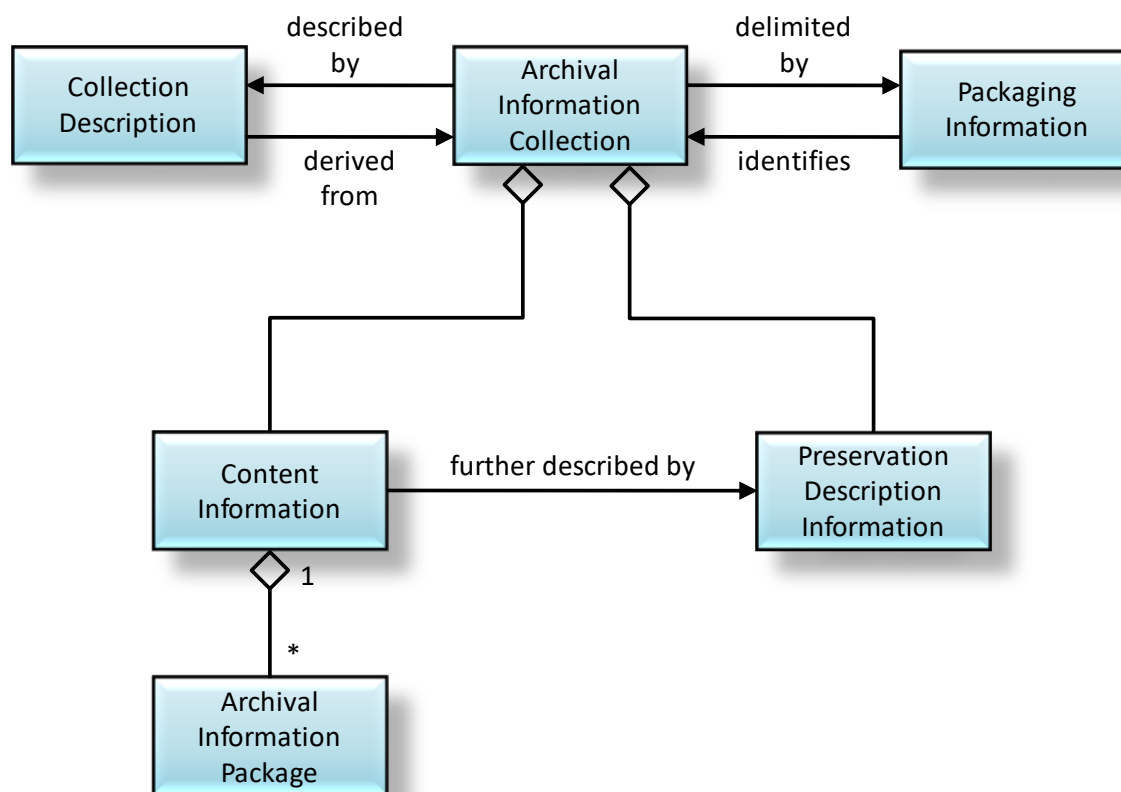 described
by
delimited
by
Collection
Description
Archival
Information
Collection
Packaging
Information
derived
from
identifies
Content
Information
further described by
Preservation
Description
Information
1
*
Archival
Information
Package